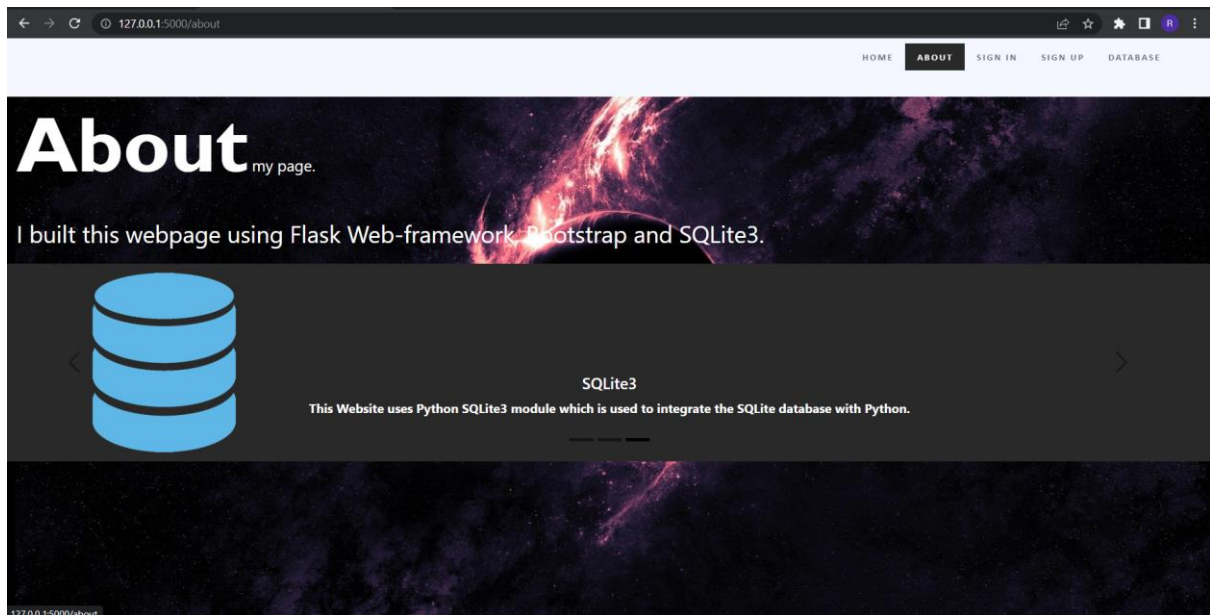 127.0.0.1:5000/about
R
HOME ABOUT SIGN IN SIGN UP DATABASE
About my page.
I built this webpage using Flask Web-framework, Bootstrap and SQLite3.
SQLite3
This Website uses Python SQLite3 module which is used to integrate the SQLite database with Python.
127.0.0.1:5000/about